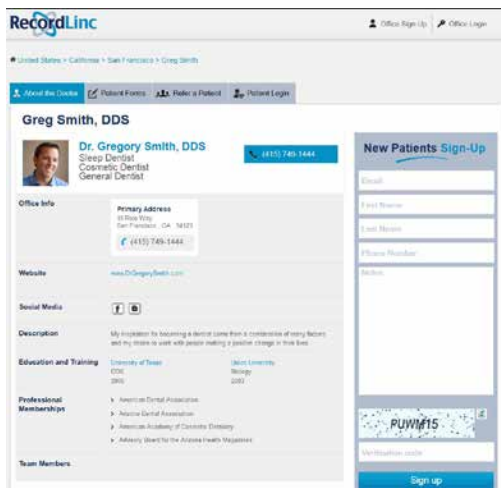 RecordLinc
Office Sign Up
Office Login
United States > California > San Francisco > Greg Smith
About the Doctor
Patient Forms
Refer a Patient
Patient Login
Greg Smith, DDS
Dr. Gregory Smith, DDS
Sleep Dentist
Cosmetic Dentist
General Dentist
(415) 749-1444
New Patients Sign-Up
Email
First Name
Last Name
Phone Number
Notes
Office Info
Primary Address
Way
San Francisco, CA
(415) 749-1444
Website
www.DrGregorySmith.com
Social Media
Description
My inspiration for becoming a dentist came from a combination of many factors
and my desire to work with people making a positive change in their lives.
Education and Training
University of Texas
DDS
Union University
Biology
Professional
Memberships
American Dental Association
Arizona Dental Association
American Academy of Cosmetic Dentistry
Advisory Board for the Arizona Health Magazines
Team Members
PUWM15
Verification code
Sign up